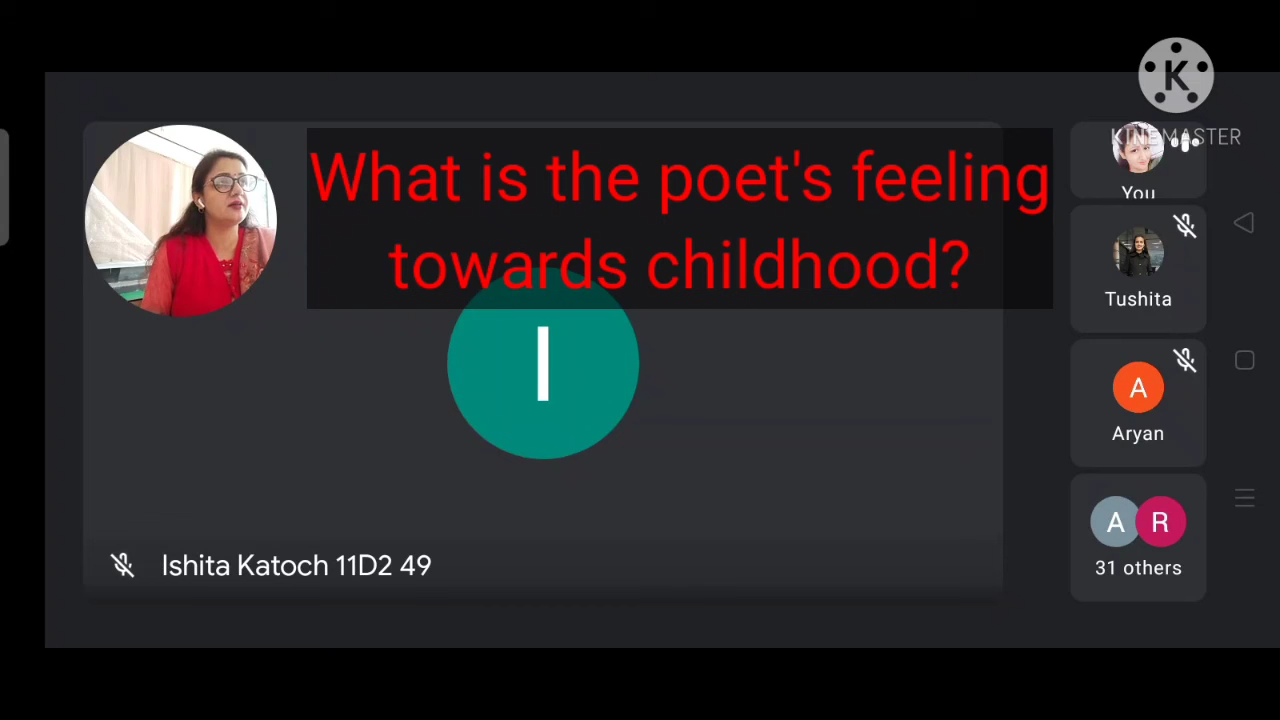 What is the poet's feeling
towards childhood?
K
KINEMASTER
You
Tushita
A
Aryan
A R
31 others
I
Ishita Katoch 11D2 49